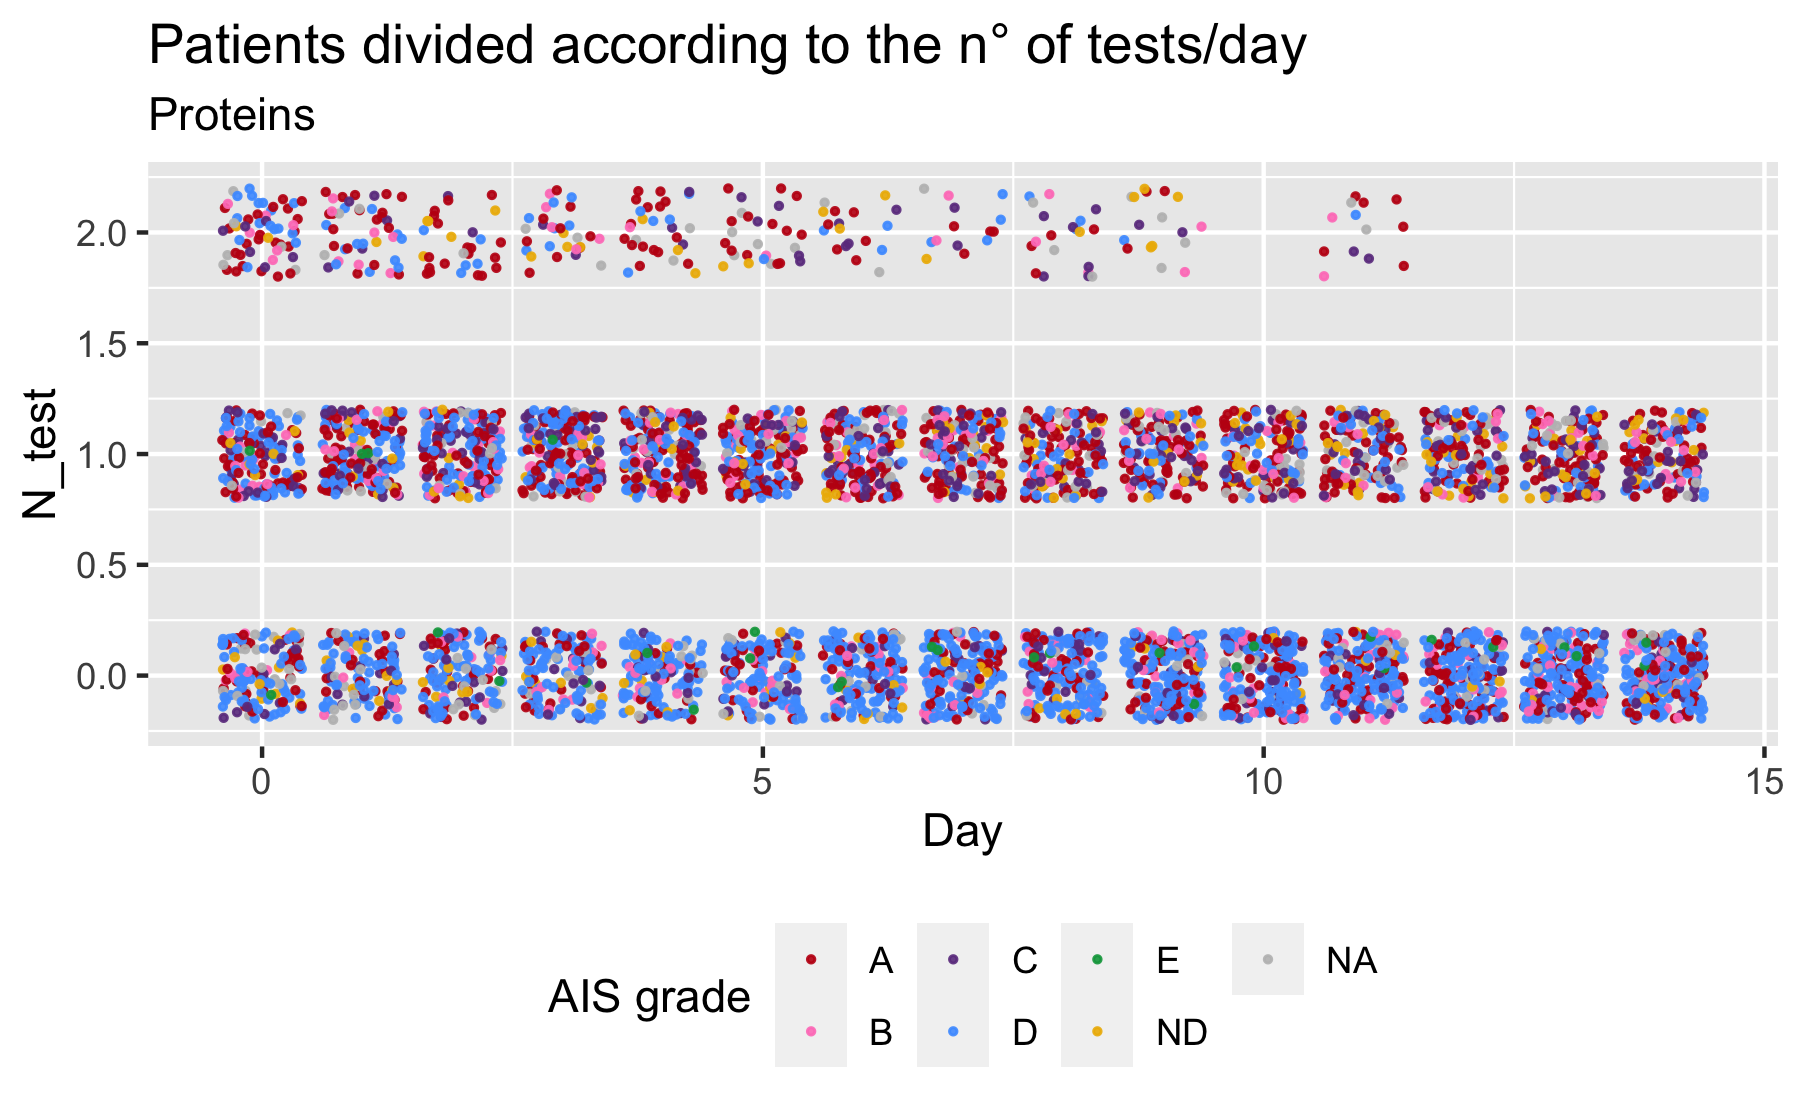 Patients divided according to the n° of tests/day
Proteins
N_test
2.0
1.5
1.0
0.5
0.0
0 5 10 15
Day
AIS grade
A C E NA
B D ND